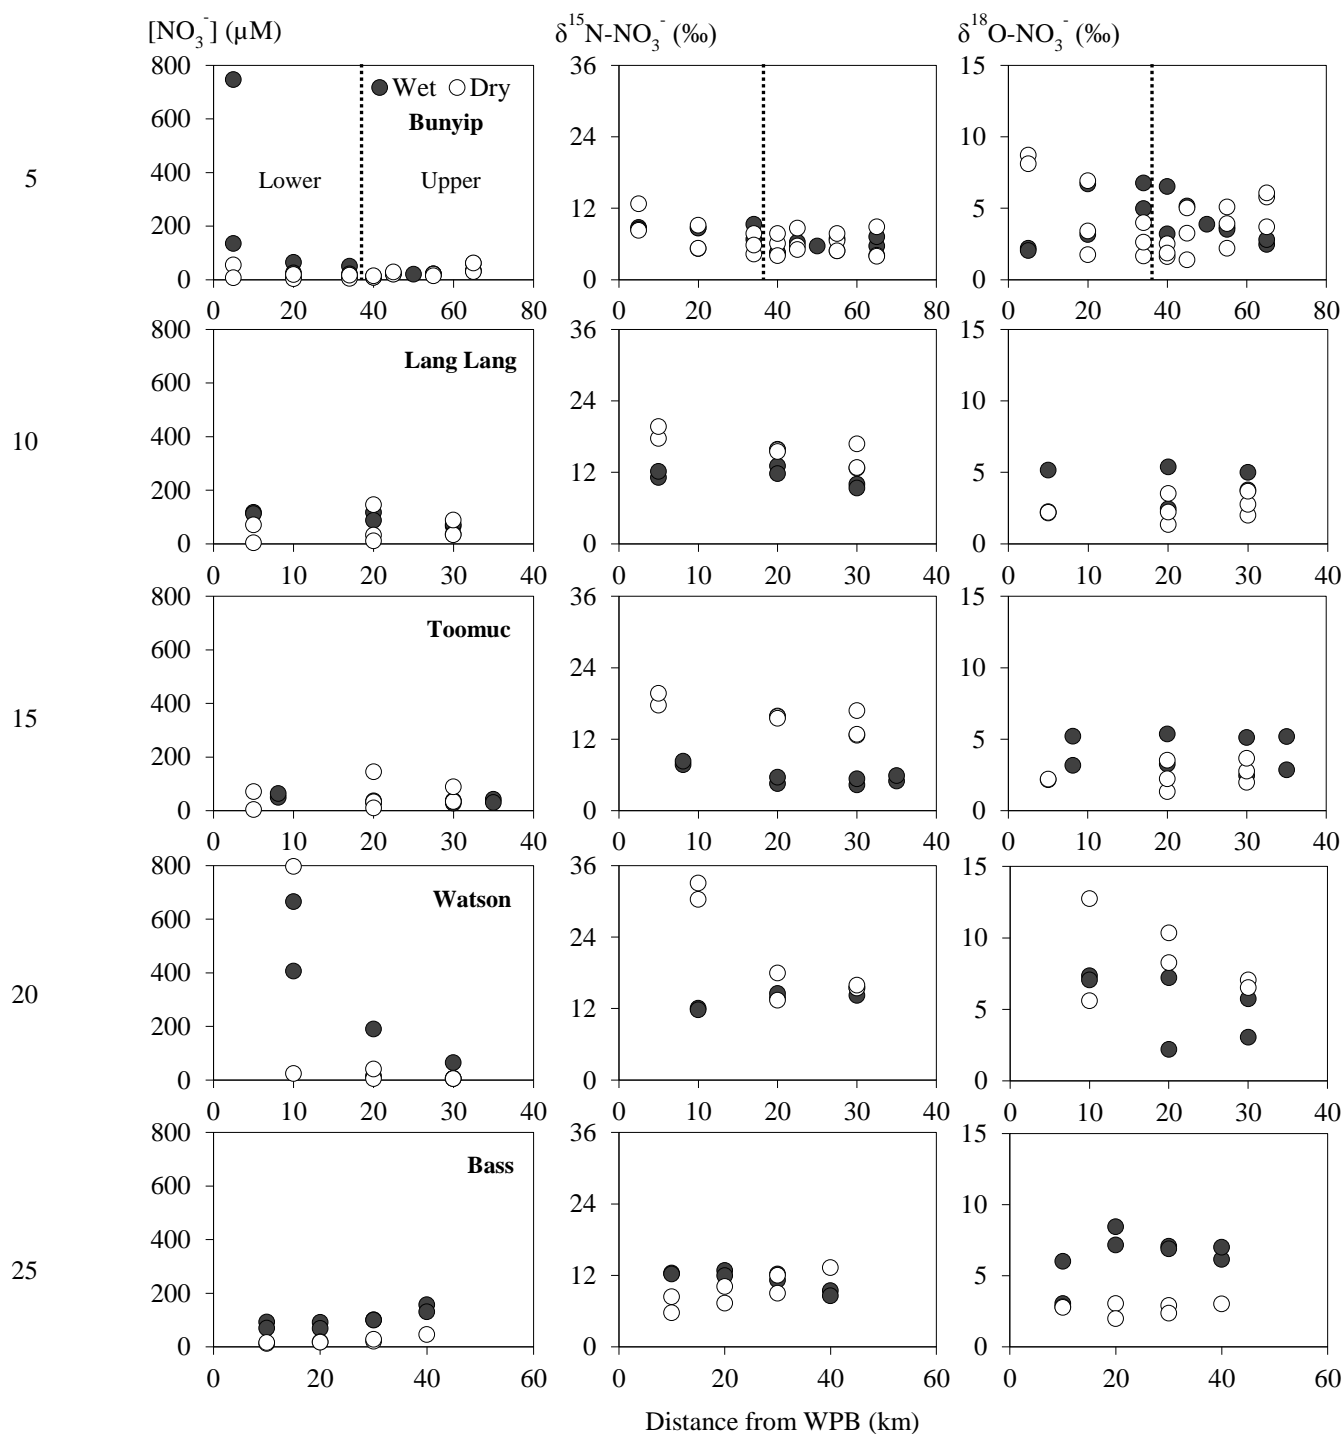 [NO₃⁻] (µM) δ¹⁵N-NO₃⁻ (‰) δ¹⁸O-NO₃⁻ (‰)
800 36 15
Wet Dry
600 Bunyip 24 10
5 400 Lower Upper 12 5
200
0 0 0
0 20 40 60 80 0 20 40 60 80 0 20 40 60 80
800 Lang Lang 36 15
600 24 10
10 400 12 5
200
0 0 0
0 10 20 30 40 0 10 20 30 40 0 10 20 30 40
800 Toomuc 36 15
600 24 10
15 400 12 5
200
0 0 0
0 10 20 30 40 0 10 20 30 40 0 10 20 30 40
800 Watson 36 15
600 24 10
20 400 12 5
200
0 0 0
0 10 20 30 40 0 10 20 30 40 0 10 20 30 40
800 Bass 36 15
600 24 10
25 400 12 5
200
0 0 0
0 20 40 60 0 20 40 60 0 20 40 60
Distance from WPB (km)